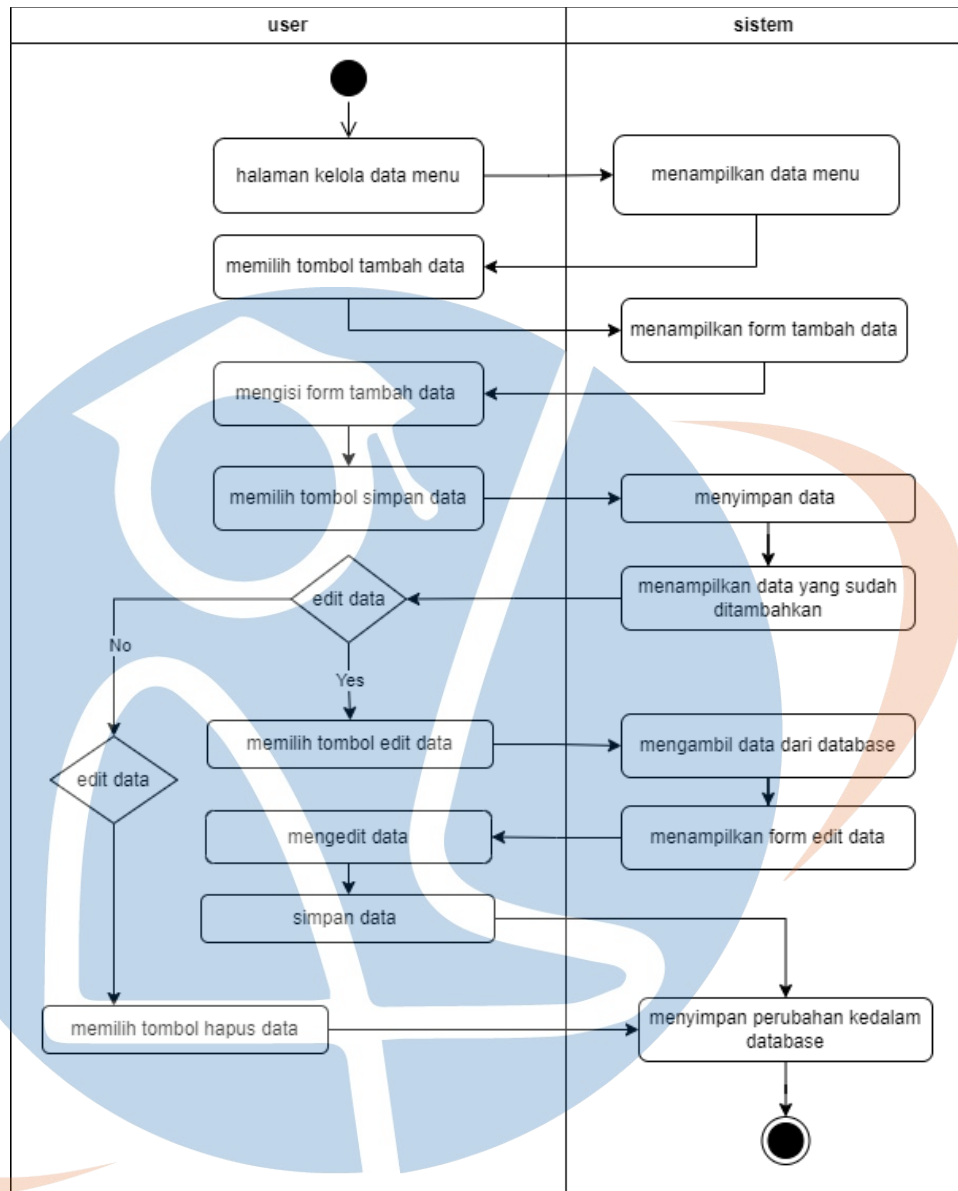 user
sistem
halaman kelola data menu
menampilkan data menu
memilih tombol tambah data
menampilkan form tambah data
mengisi form tambah data
memilih tombol simpan data
menyimpan data
menampilkan data yang sudah
ditambahkan
edit data
No
Yes
memilih tombol edit data
mengambil data dari database
edit data
mengedit data
menampilkan form edit data
simpan data
memilih tombol hapus data
menyimpan perubahan kedalam
database